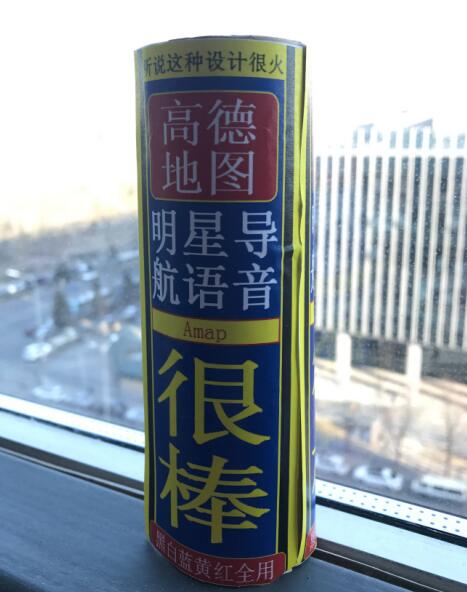 听说这种设计很火
高德
地图
明星导
航语音
Amap
很
棒
黑白蓝黄红全用